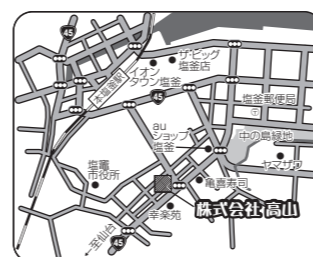 45
ザ・ビッグ
塩釜店
イオン
タウン塩釜
本塩釜駅
45
塩釜郵便局
au
ショップ
塩釜
中の島緑地
ヤマザワ
塩竈
市役所
亀喜寿司
幸楽苑
株式会社 高山
←至仙台
45